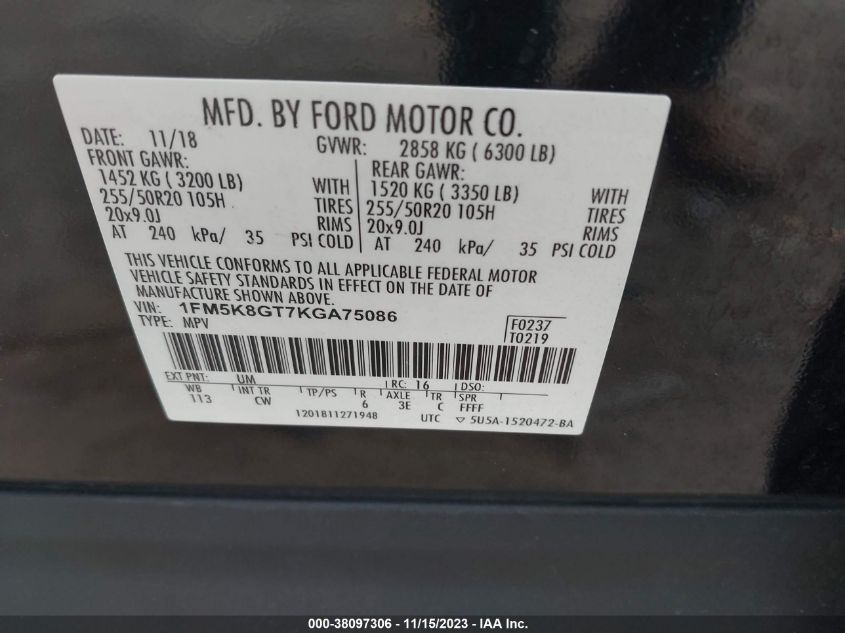 MFD. BY FORD MOTOR CO.
DATE: 11/18 GVWR: 2858 KG ( 6300 LB)
FRONT GAWR: REAR GAWR:
1452 KG ( 3200 LB) WITH 1520 KG ( 3350 LB) WITH
255/50R20 105H TIRES 255/50R20 105H TIRES
20x9.0J RIMS 20x9.0J RIMS
AT 240 kPa/ 35 PSI COLD AT 240 kPa/ 35 PSI COLD
THIS VEHICLE CONFORMS TO ALL APPLICABLE FEDERAL MOTOR
VEHICLE SAFETY STANDARDS IN EFFECT ON THE DATE OF
MANUFACTURE SHOWN ABOVE.
VIN: 1FM5K8GT7KGA75086
TYPE: MPV F0237
T0219
EXT PNT: UM RC: 16 DSO:
WB INT TR TP/PS R AXLE TR SPR
113 CW 6 3E C FFFF
1201811271948 UTC ▽ 5U5A-1520472-BA
000-38097306 - 11/15/2023 - IAA Inc.